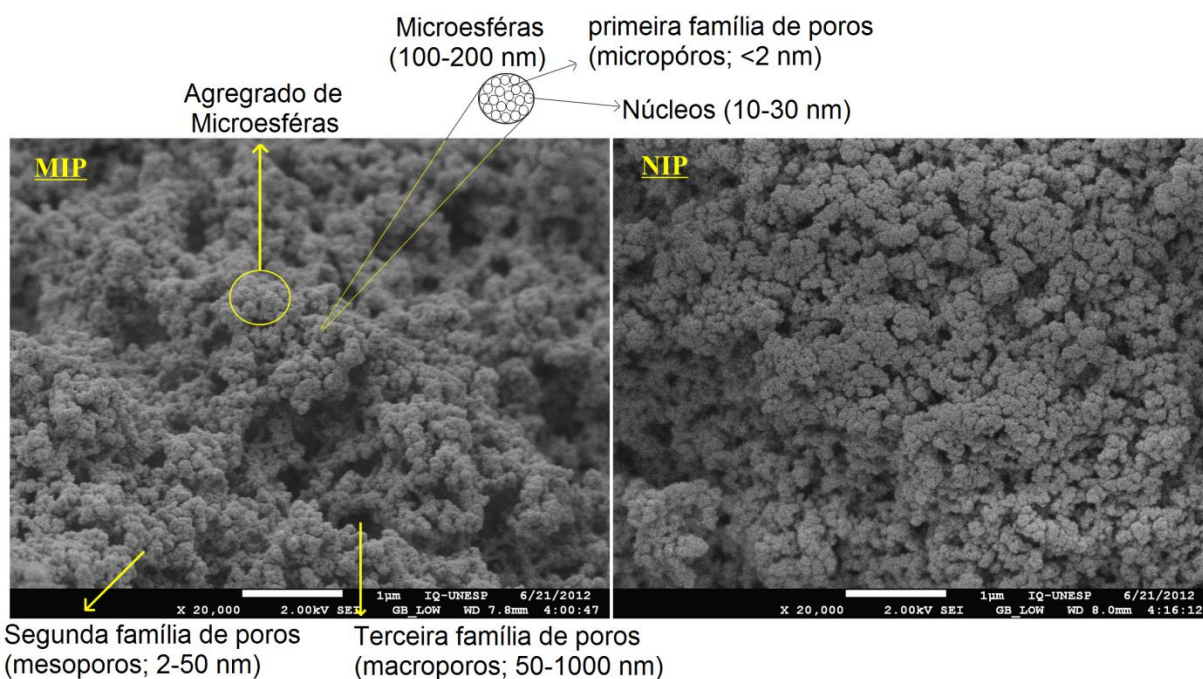 Microesféras
(100-200 nm)
primeira família de poros
(micropóros; <2 nm)
Agregrado de
Microesféras
Núcleos (10-30 nm)
MIP
NIP
1µm IQ-UNESP 6/21/2012
X 20,000 2.00kV SEI GB_LOW WD 7.8mm 4:00:47
1µm IQ-UNESP 6/21/2012
X 20,000 2.00kV SEI GB_LOW WD 8.0mm 4:16:12
Segunda família de poros
(mesoporos; 2-50 nm)
Terceira família de poros
(macroporos; 50-1000 nm)